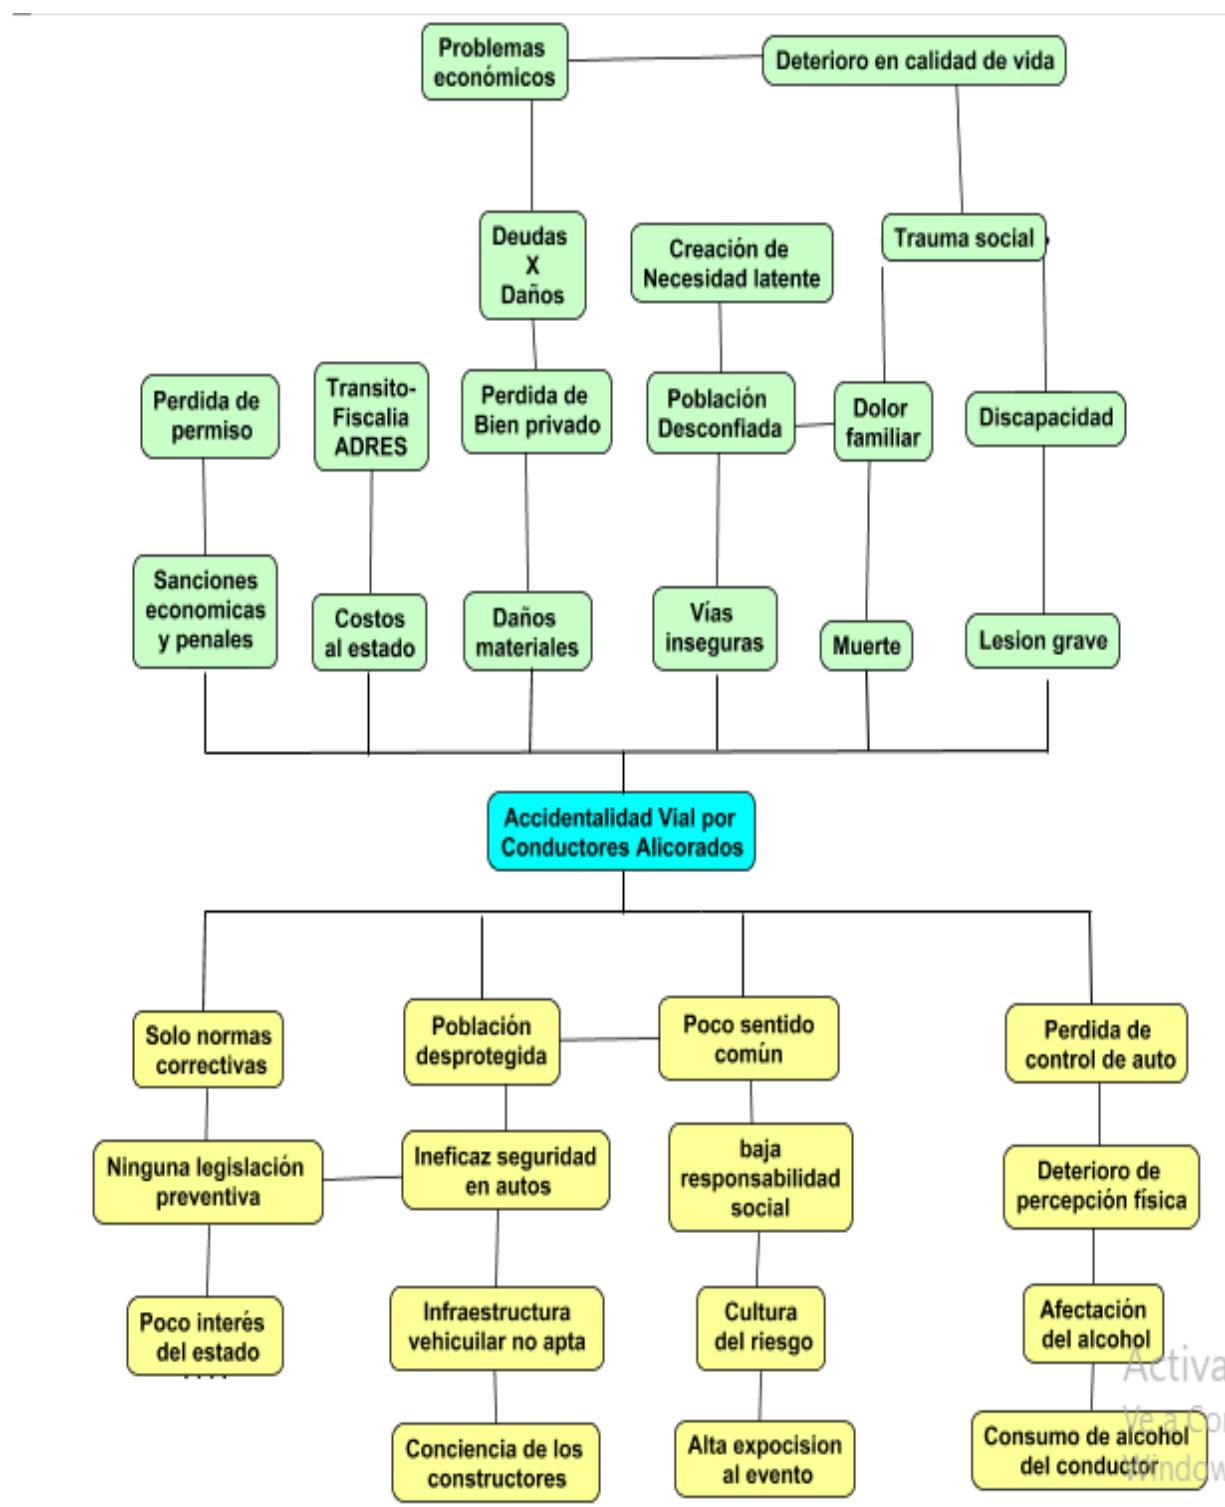 Problemas
económicos
Deterioro en calidad de vida
Deudas
X
Daños
Creación de
Necesidad latente
Trauma social
Perdida de
permiso
Transito-
Fiscalia
ADRES
Perdida de
Bien privado
Población
Desconfiada
Dolor
familiar
Discapacidad
Sanciones
economicas
y penales
Costos
al estado
Daños
materiales
Vías
inseguras
Muerte
Lesion grave
Accidentalidad Vial por
Conductores Alicorados
Solo normas
correctivas
Población
desprotegida
Poco sentido
común
Perdida de
control de auto
Ninguna legislación
preventiva
Ineficaz seguridad
en autos
baja
responsabilidad
social
Deterioro de
percepción física
Poco interés
del estado
Infraestructura
vehicuilar no apta
Cultura
del riesgo
Afectación
del alcohol
Conciencia de los
constructores
Alta expocision
al evento
Consumo de alcohol
del conductor
Activa
Ve a Con
Window